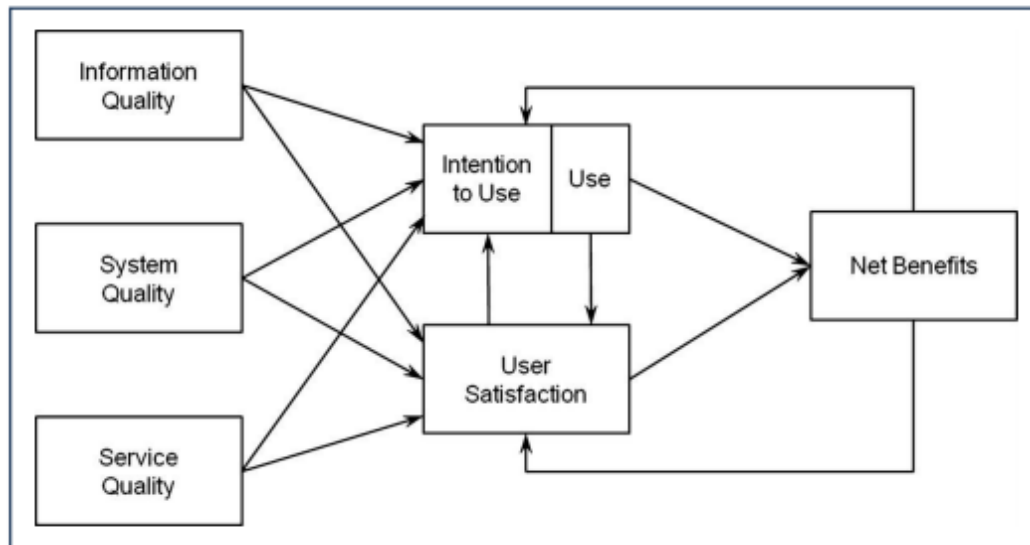 Information
Quality
System
Quality
Service
Quality
Intention
to Use
Use
User
Satisfaction
Net Benefits